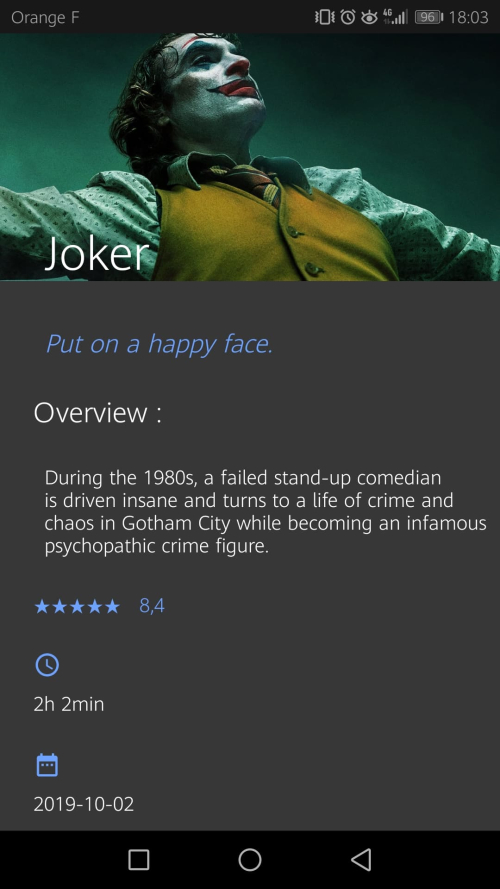 Orange F 4G 96 18:03
Joker
Put on a happy face.
Overview :
During the 1980s, a failed stand-up comedian
is driven insane and turns to a life of crime and
chaos in Gotham City while becoming an infamous
psychopathic crime figure.
★★★★★ 8,4
2h 2min
2019-10-02